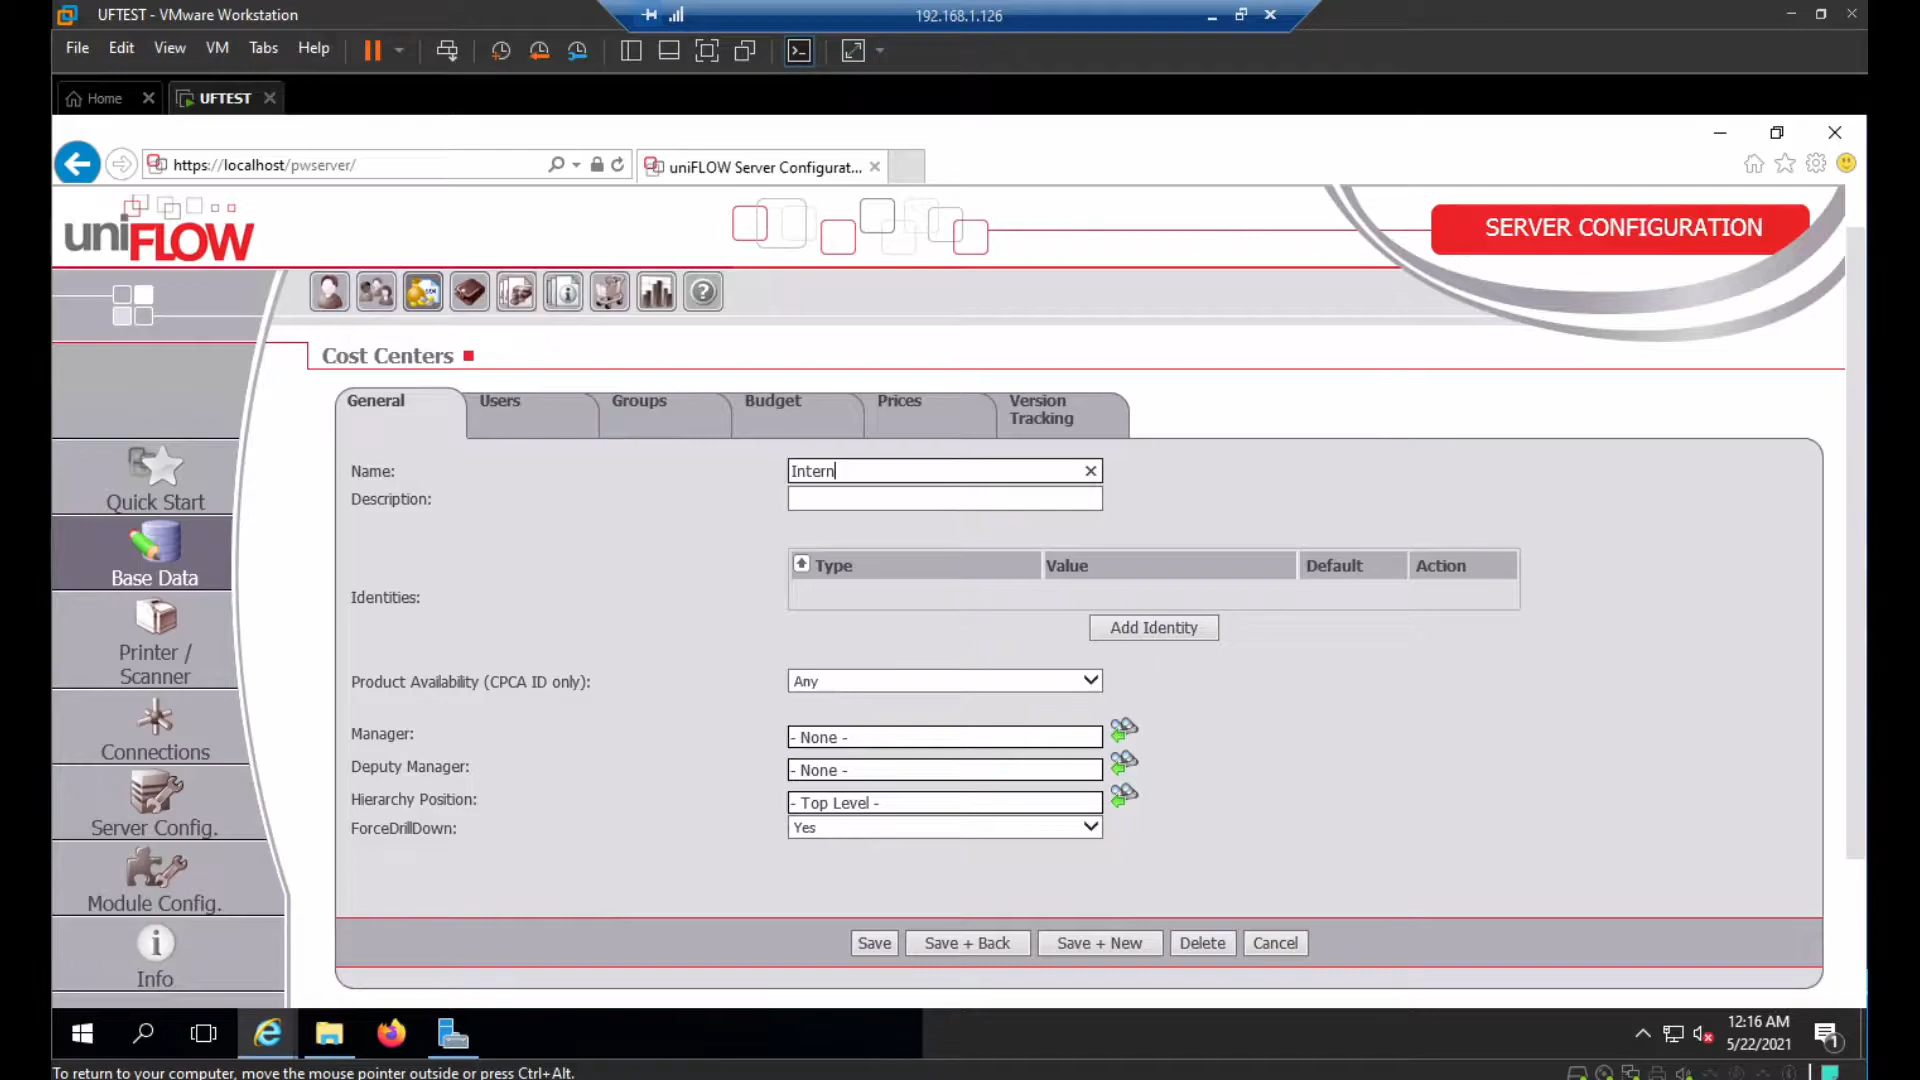 UFTEST - VMware Workstation
192.168.1.126
File Edit View VM Tabs Help
Home
UFTEST
https://localhost/pwserver/
uniFLOW Server Configurat...
uniFLOW
SERVER CONFIGURATION
Cost Centers
General
Users
Groups
Budget
Prices
Version
Tracking
Name: Intern
Description:
Type Value Default Action
Identities:
Add Identity
Product Availability (CPCA ID only): Any
Manager: - None -
Deputy Manager: - None -
Hierarchy Position: - Top Level -
ForceDrillDown: Yes
Save Save + Back Save + New Delete Cancel
Quick Start
Base Data
Printer /
Scanner
Connections
Server Config.
Module Config.
Info
12:16 AM
5/22/2021
1
To return to your computer, move the mouse pointer outside or press Ctrl+Alt.